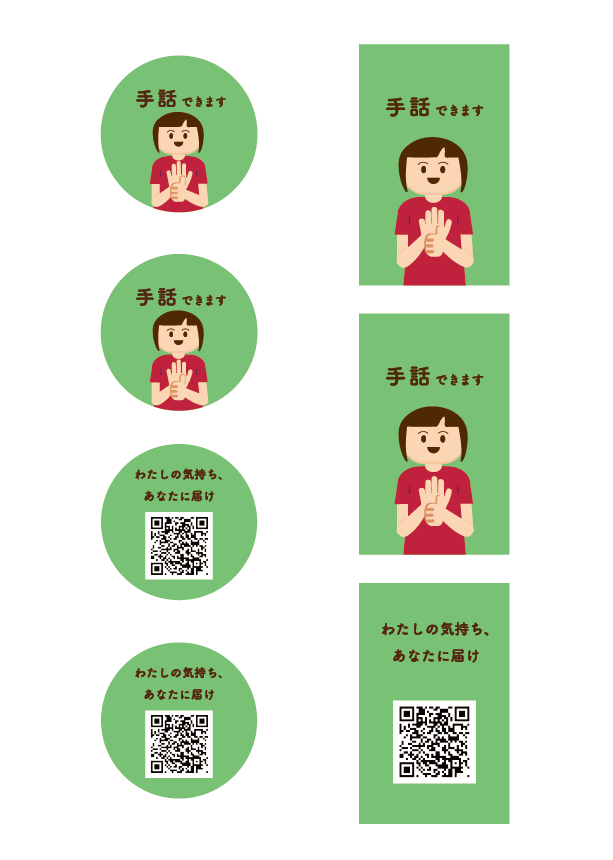 手話 できます
手話 できます
わたしの気持ち、
あなたに届け
わたしの気持ち、
あなたに届け
手話 できます
手話 できます
わたしの気持ち、
あなたに届け